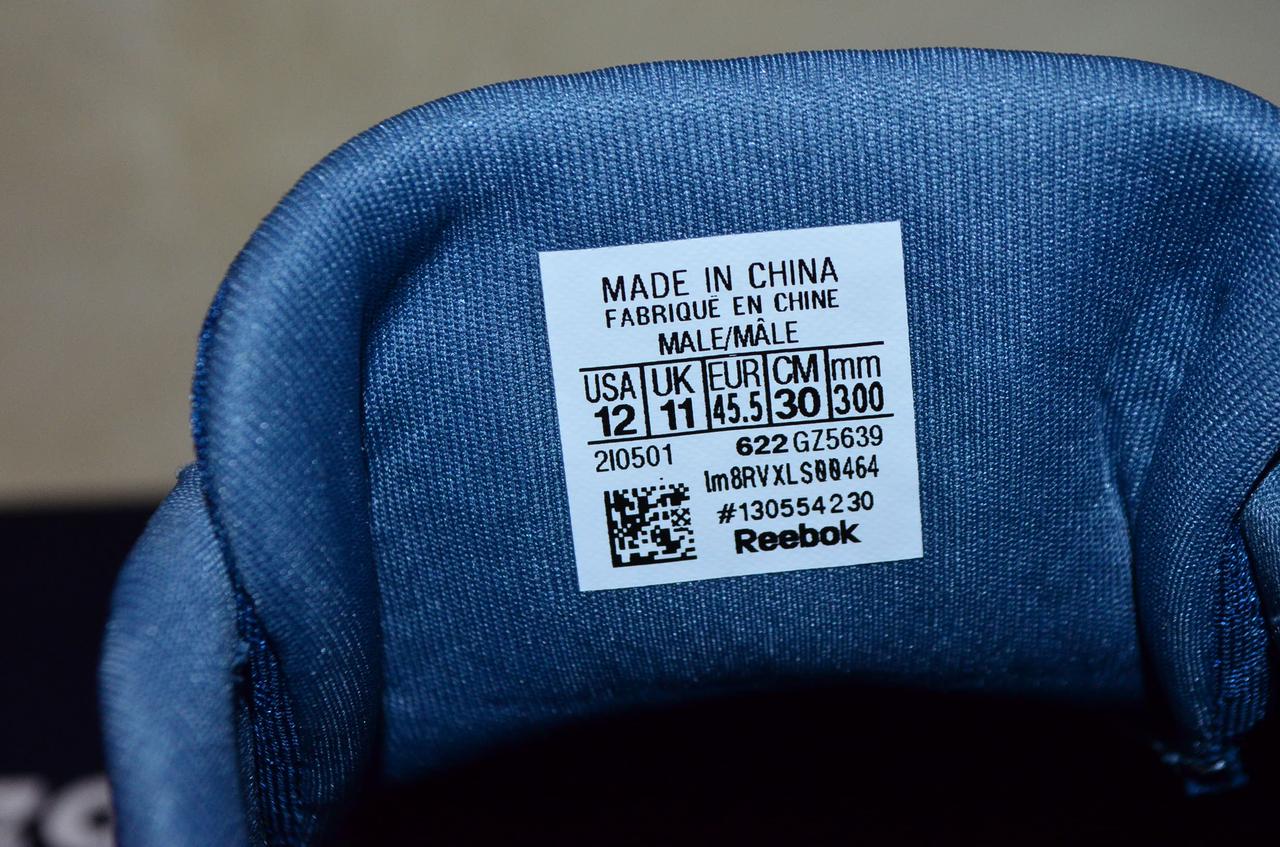 MADE IN CHINA
FABRIQUÉ EN CHINE
MALE/MÂLE
USA UK EUR CM mm
12 11 45.5 30 300
2I0501 622 GZ5639
lm8RVXLS00464
#130554230
Reebok